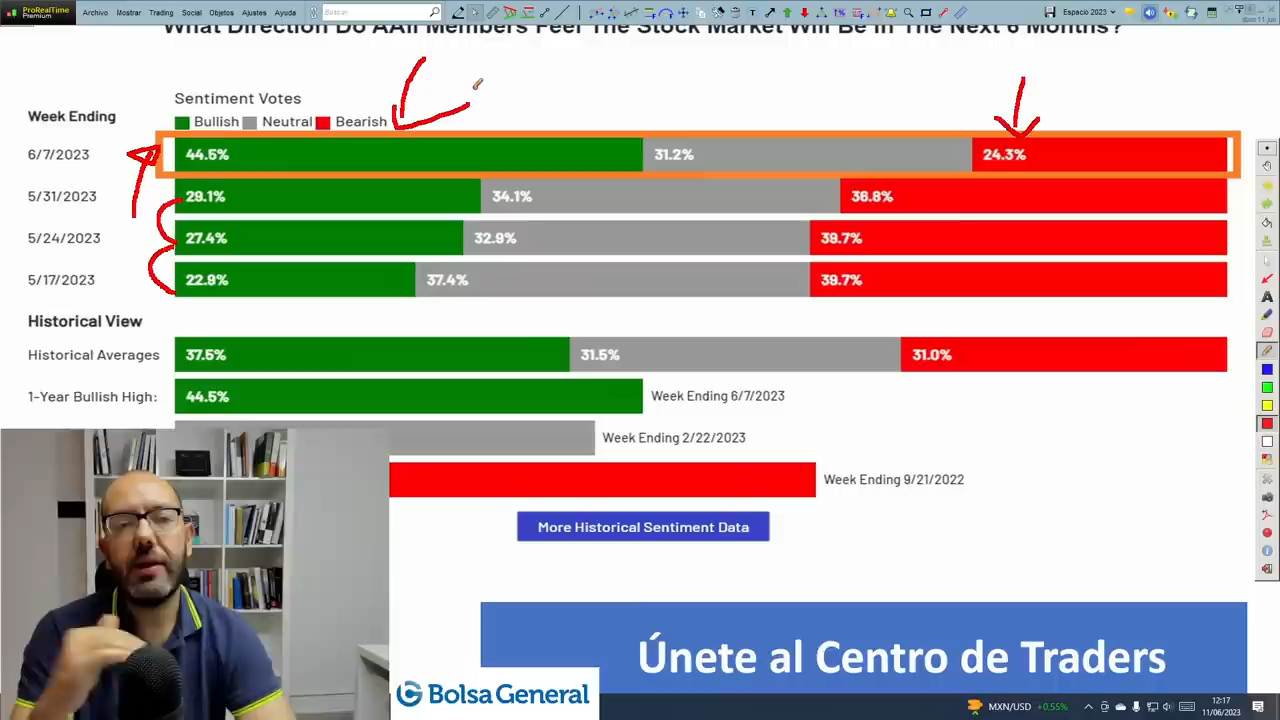 ProRealTime
Premium
Archivo Mostrar Trading Social Objetos Ajustes Ayuda
Buscar
Espacio 2023
What Direction Do AAII Members Feel The Stock Market Will Be In The Next 6 Months?
Sentiment Votes
Week Ending
Bullish Neutral Bearish
6/7/2023 44.5% 31.2% 24.3%
5/31/2023 29.1% 34.1% 36.8%
5/24/2023 27.4% 32.9% 39.7%
5/17/2023 22.9% 37.4% 39.7%
Historical View
Historical Averages 37.5% 31.5% 31.0%
1-Year Bullish High: 44.5% Week Ending 6/7/2023
Week Ending 2/22/2023
Week Ending 9/21/2022
More Historical Sentiment Data
Únete al Centro de Traders
Bolsa General
MXN/USD +0.55%
12:17
11/06/2023